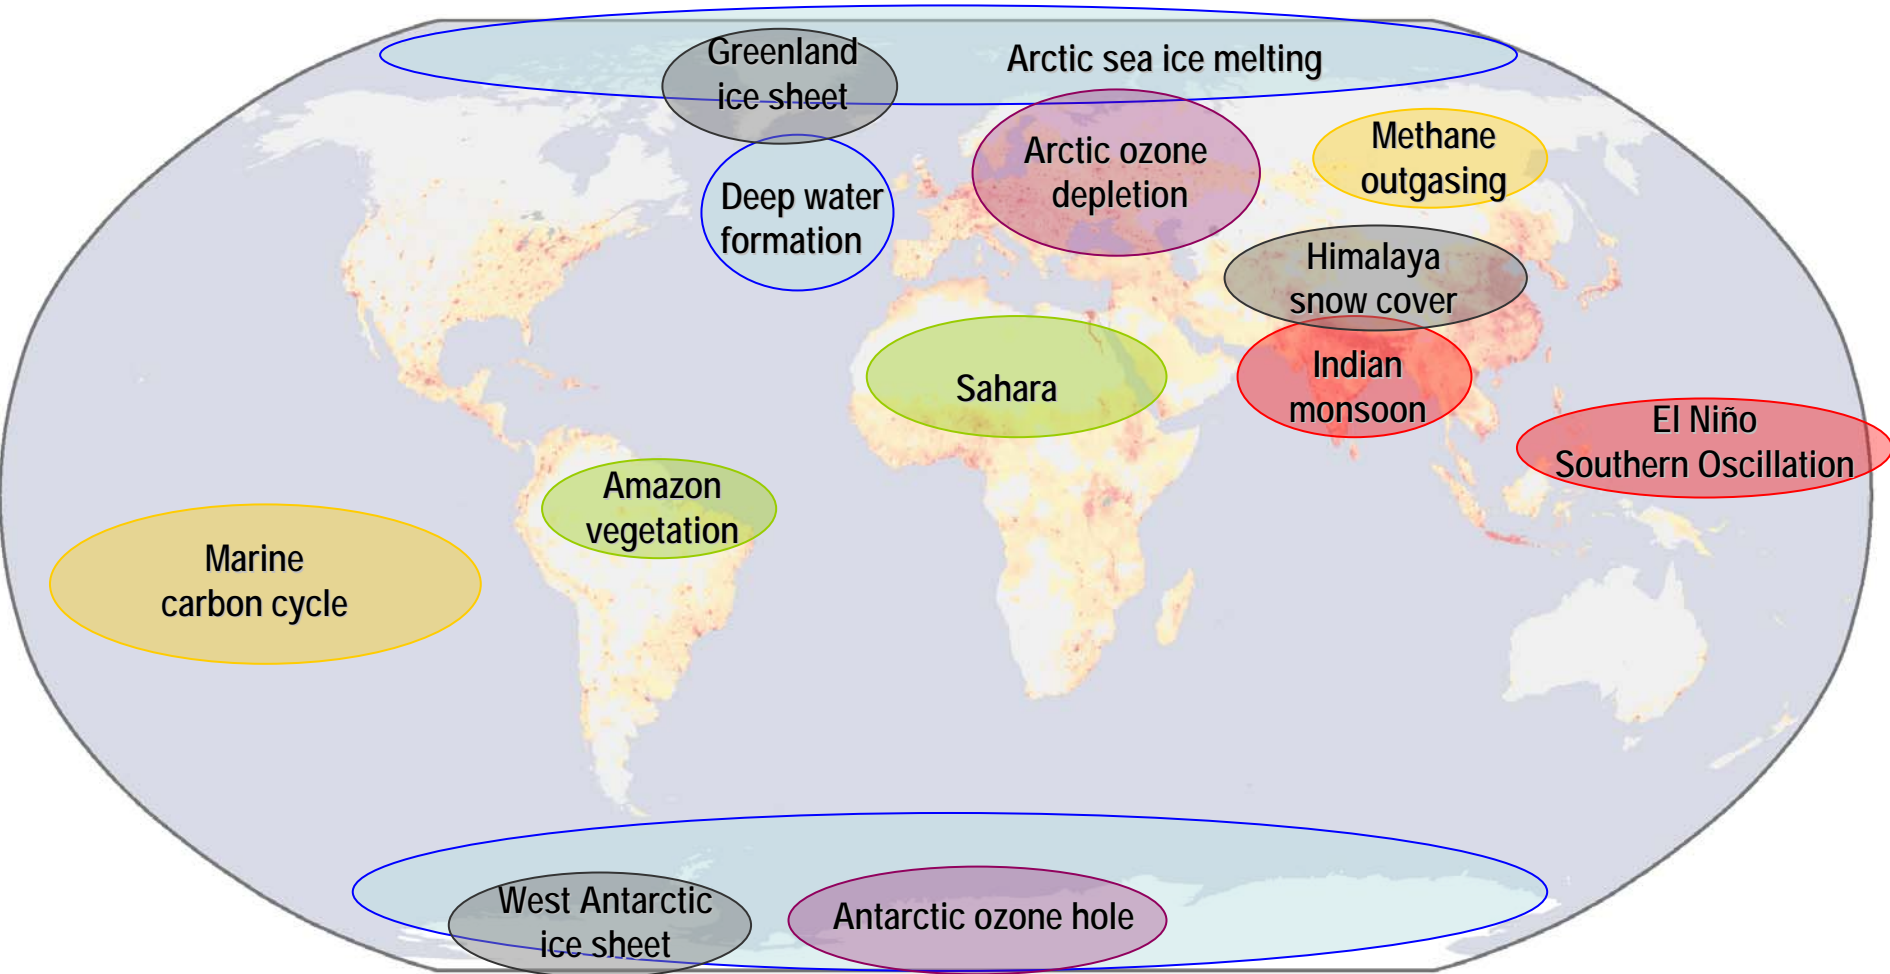 Greenland
ice sheet
Arctic sea ice melting
Arctic ozone
depletion
Methane
outgasing
Deep water
formation
Himalaya
snow cover
Sahara
Indian
monsoon
El Niño
Southern Oscillation
Amazon
vegetation
Marine
carbon cycle
West Antarctic
ice sheet
Antarctic ozone hole